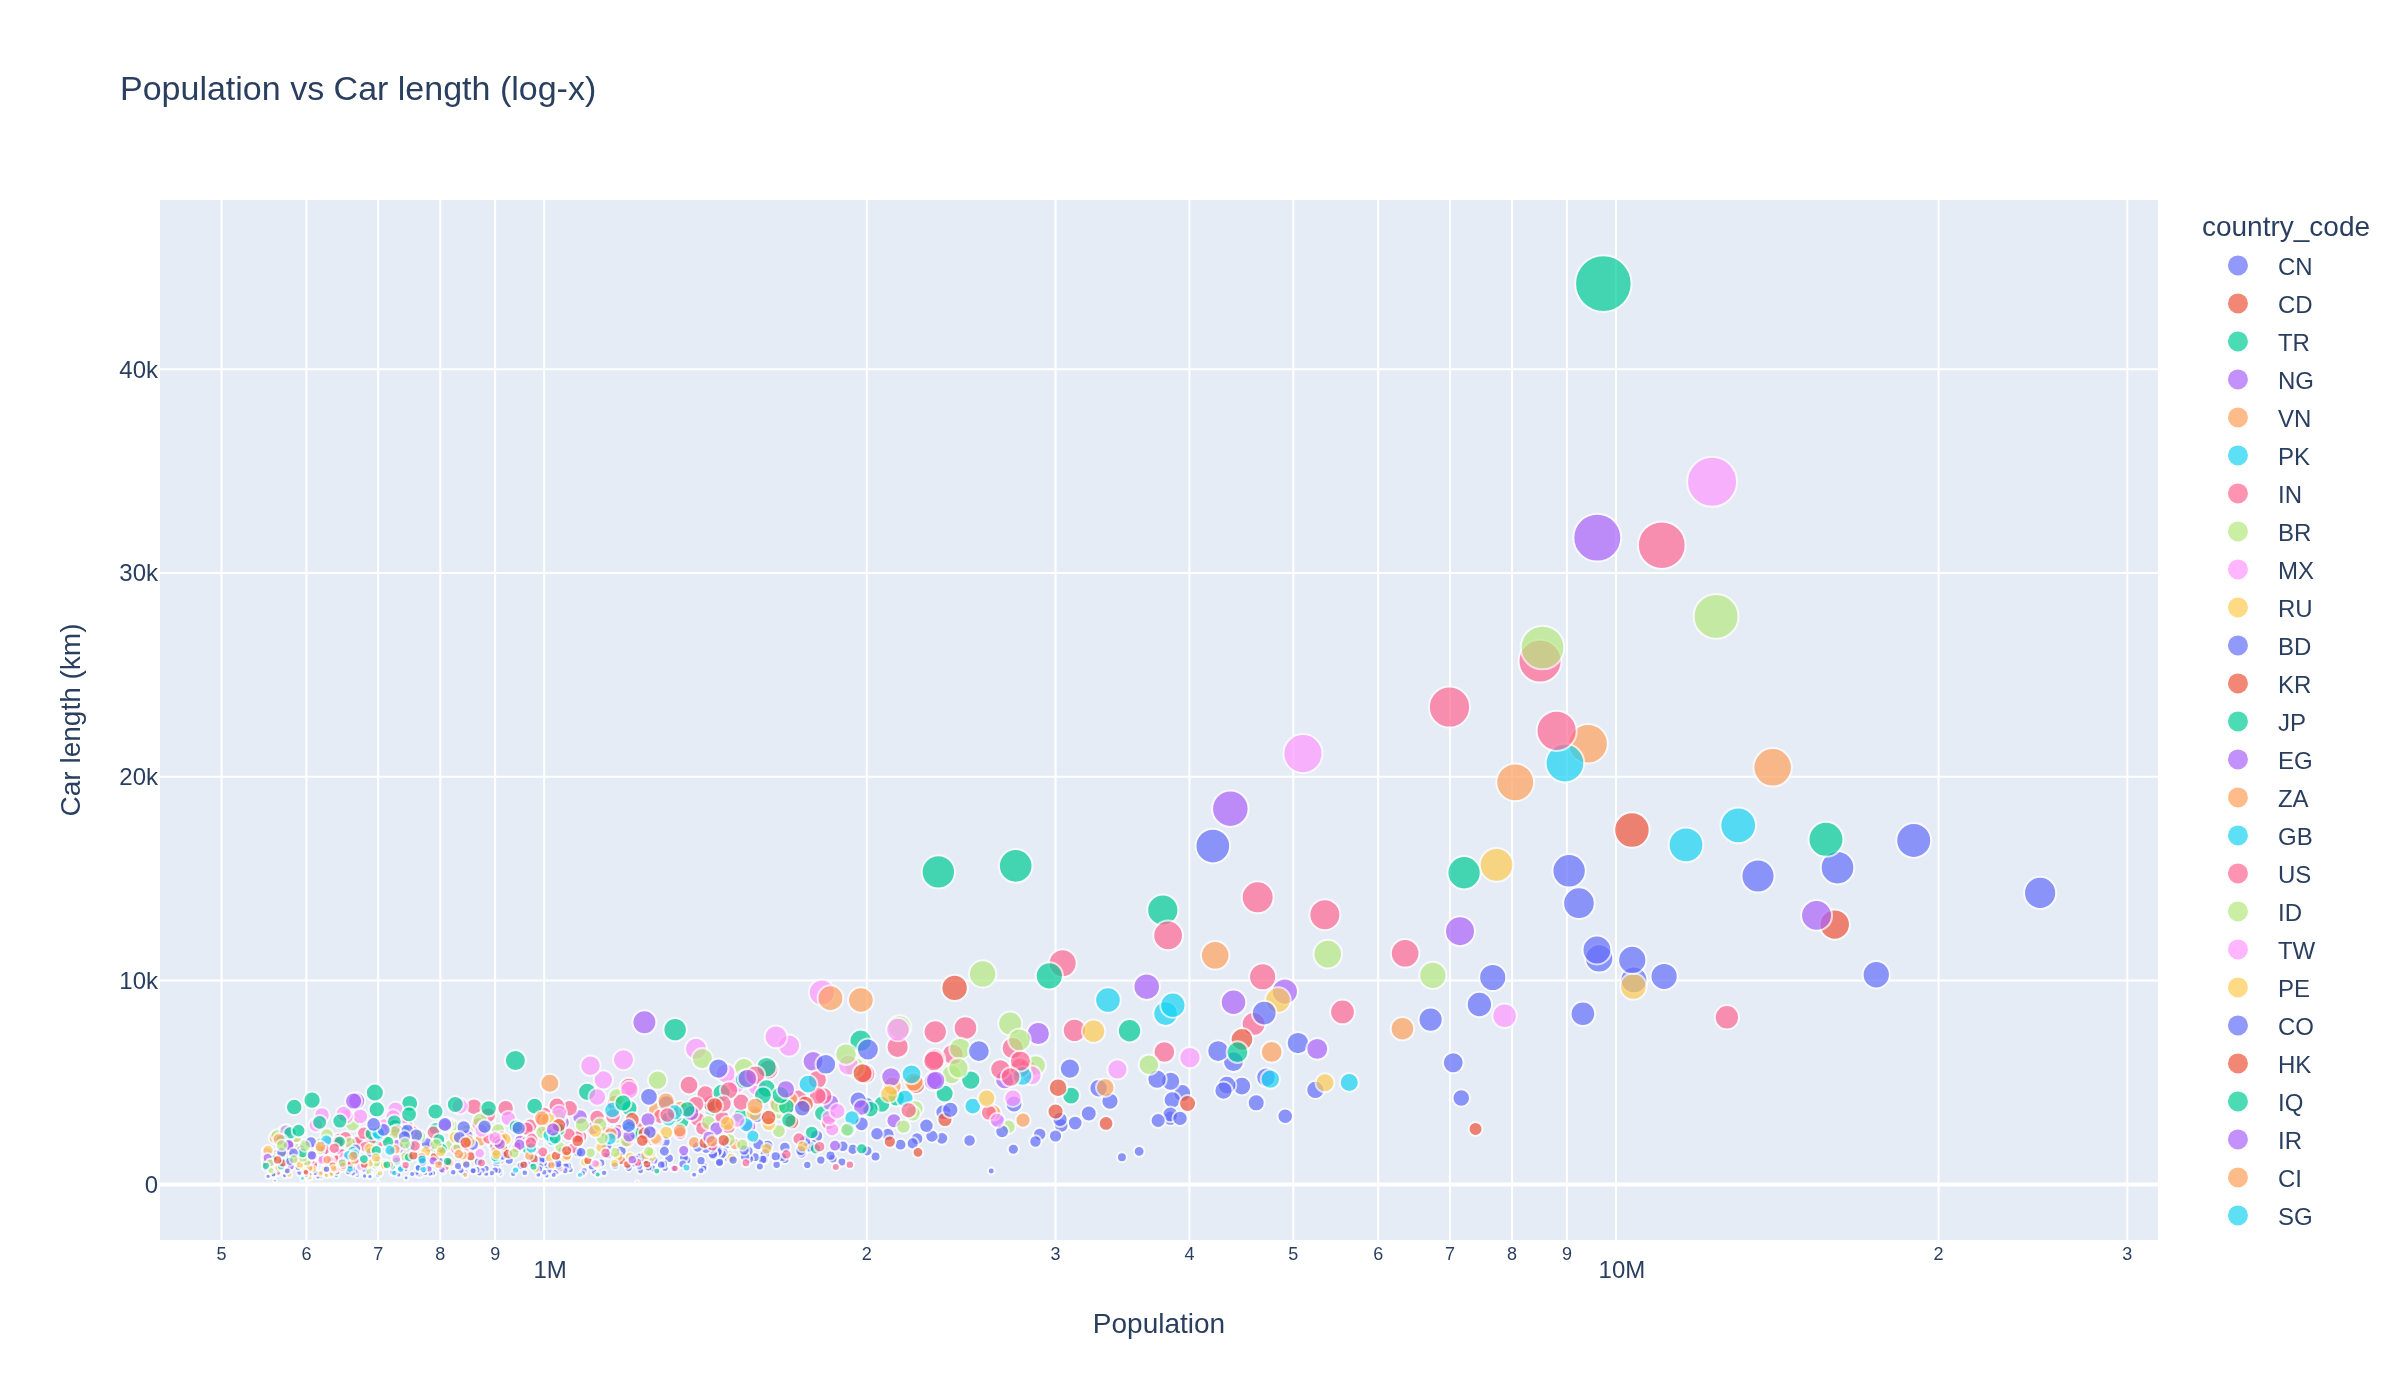 Population vs Car length (log-x)
country_code
CN
CD
TR
NG
VN
PK
IN
BR
MX
RU
BD
KR
JP
EG
ZA
GB
US
ID
TW
PE
CO
HK
IQ
IR
CI
SG
Car length (km)
40k
30k
20k
10k
0
5 6 7 8 9 2 3 4 5 6 7 8 9 2 3
1M 10M
Population